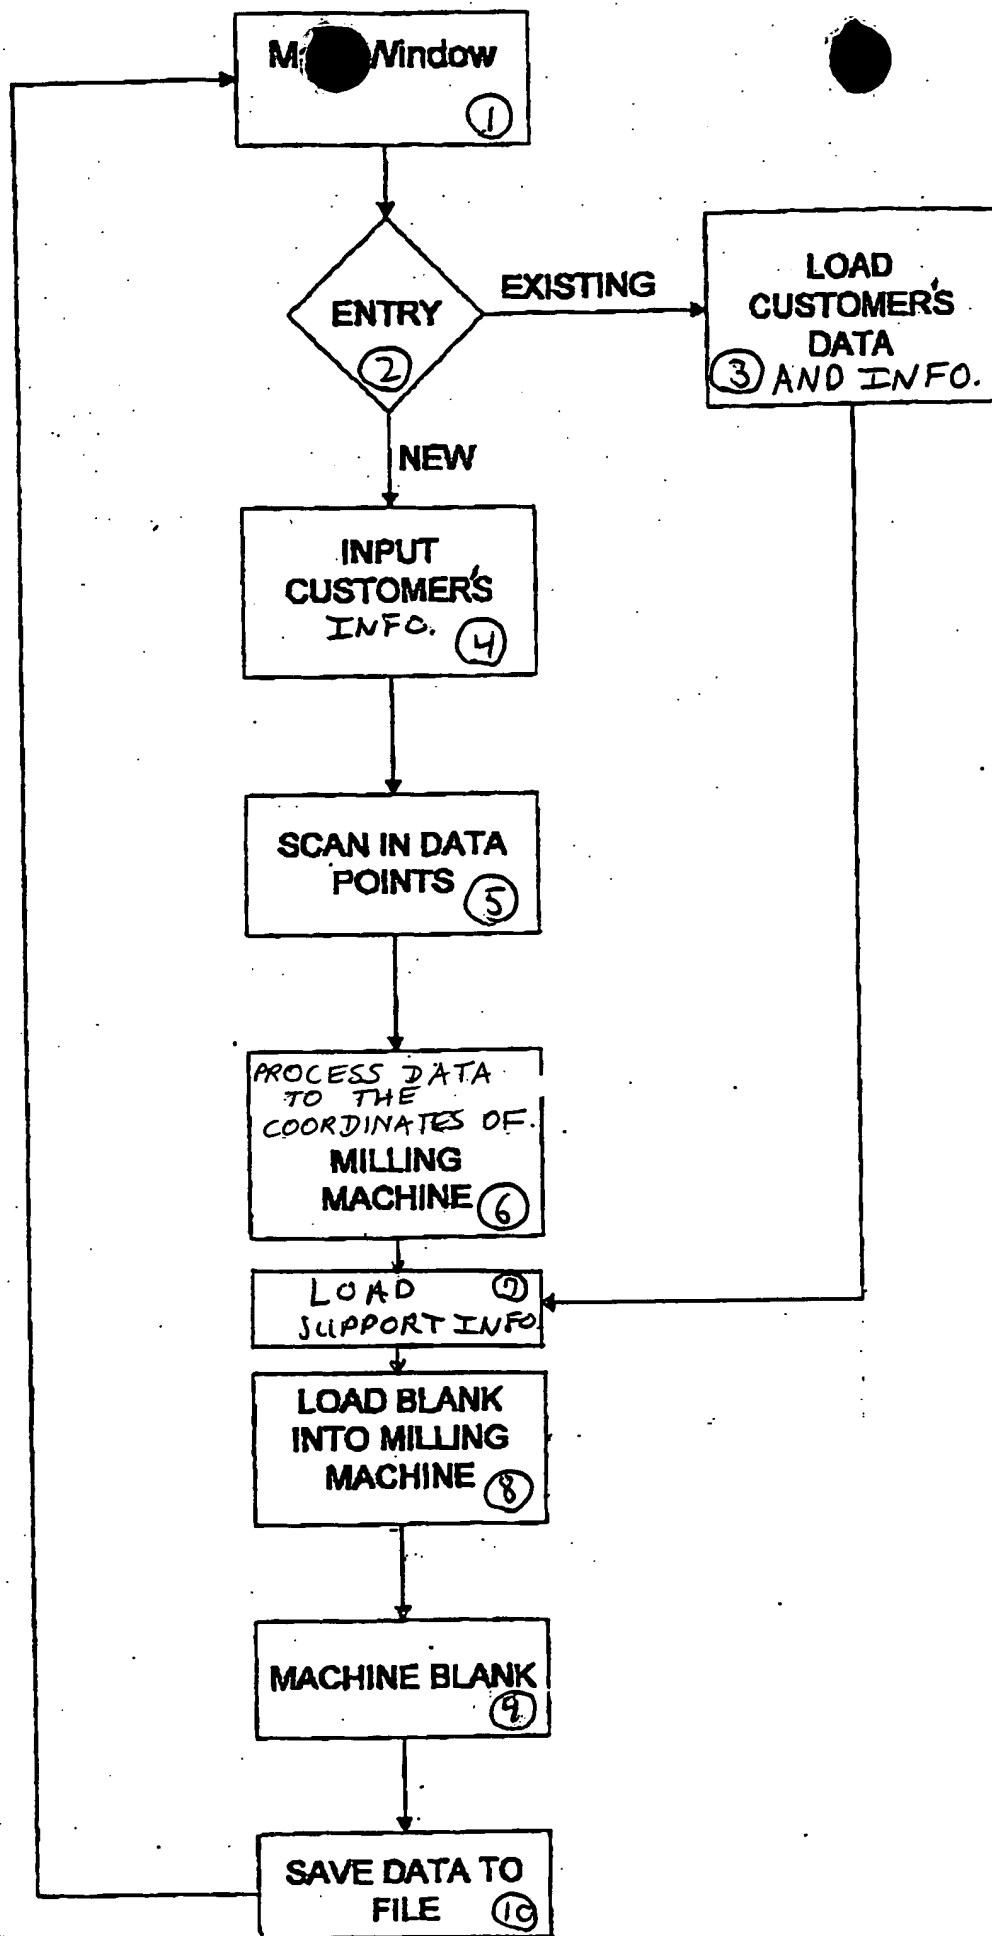 Window
1
ENTRY
2
EXISTING
LOAD
CUSTOMER'S
DATA
3 AND INFO.
NEW
INPUT
CUSTOMER'S
INFO.
4
SCAN IN DATA
POINTS
5
PROCESS DATA
TO THE
COORDINATES OF.
MILLING
MACHINE
6
LOAD 7
SUPPORT INFO
LOAD BLANK
INTO MILLING
MACHINE
8
MACHINE BLANK
9
SAVE DATA TO
FILE
10